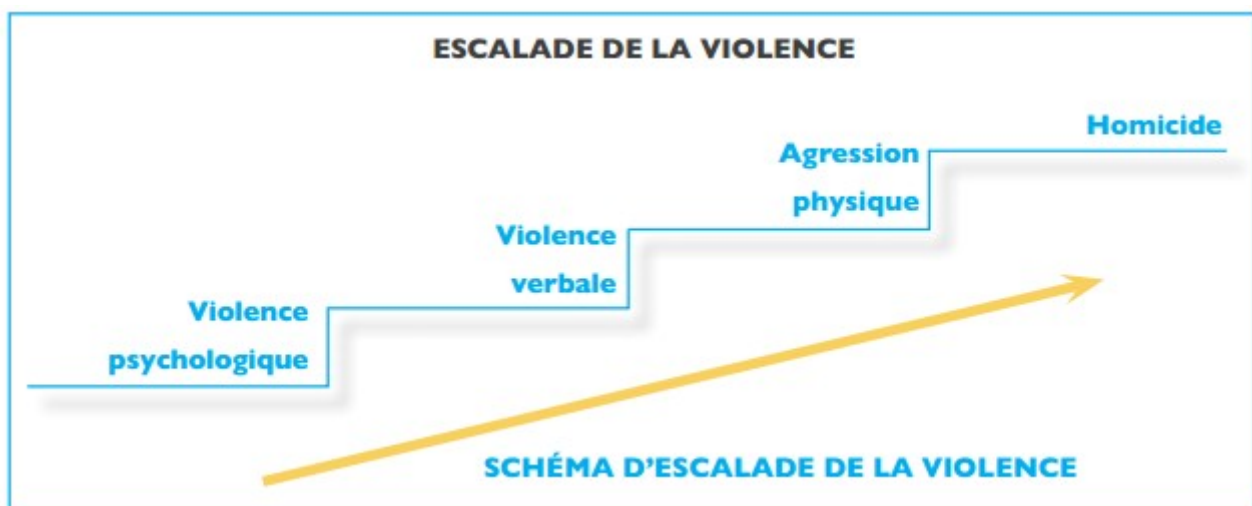 ESCALADE DE LA VIOLENCE
Violence
psychologique
Violence
verbale
Agression
physique
Homicide
SCHÉMA D'ESCALADE DE LA VIOLENCE